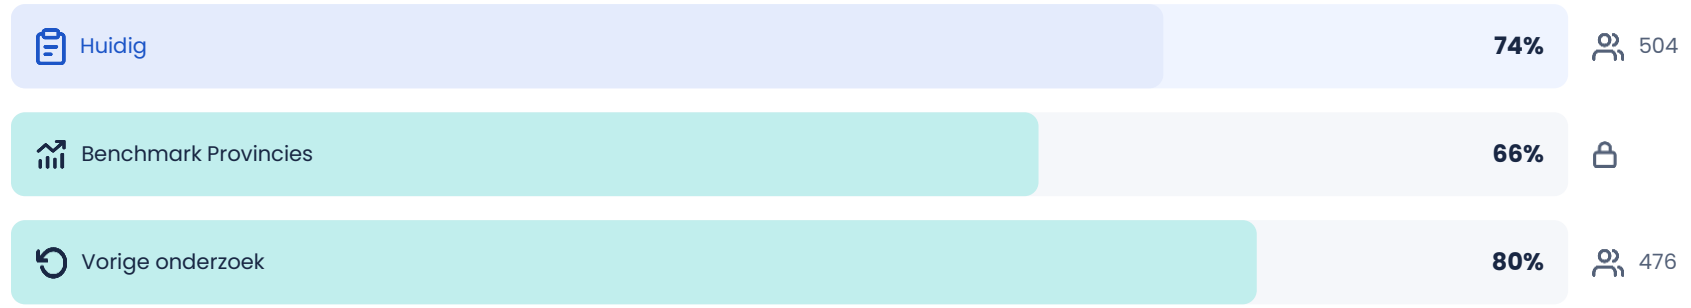 Huidig 74% 504
Benchmark Provincies 66%
Vorige onderzoek 80% 476